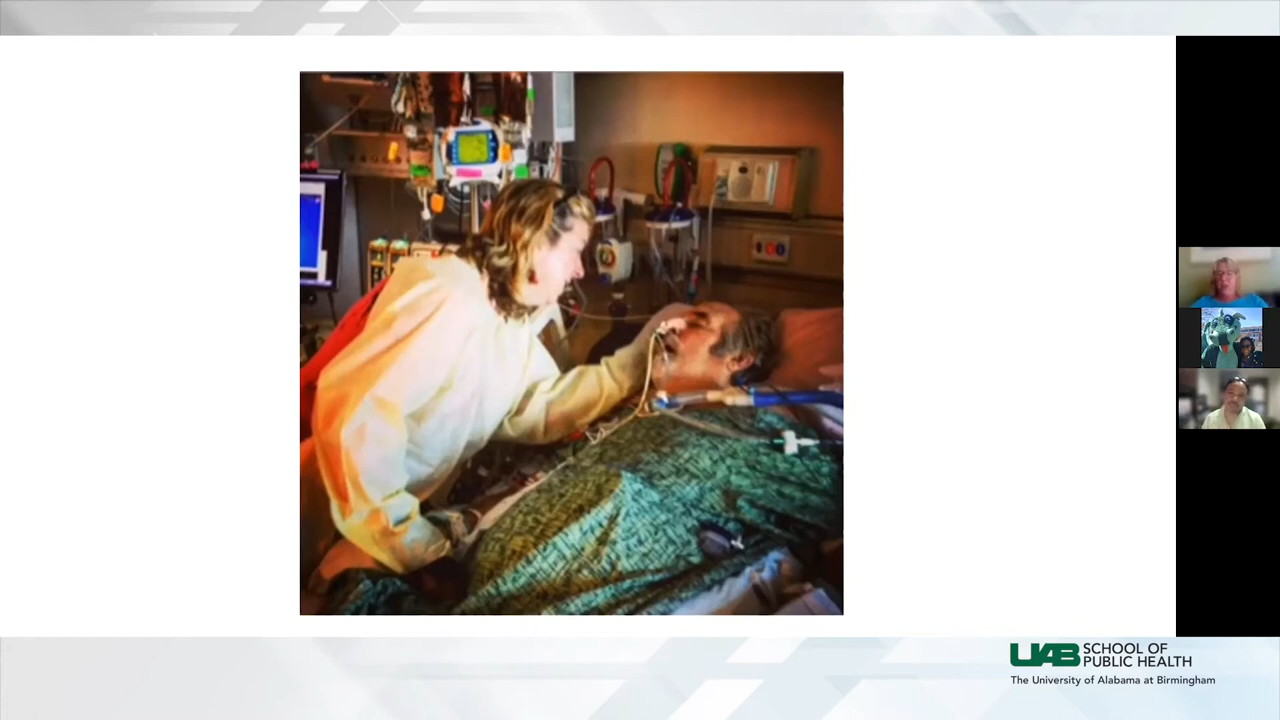 UAB SCHOOL OF
PUBLIC HEALTH
The University of Alabama at Birmingham